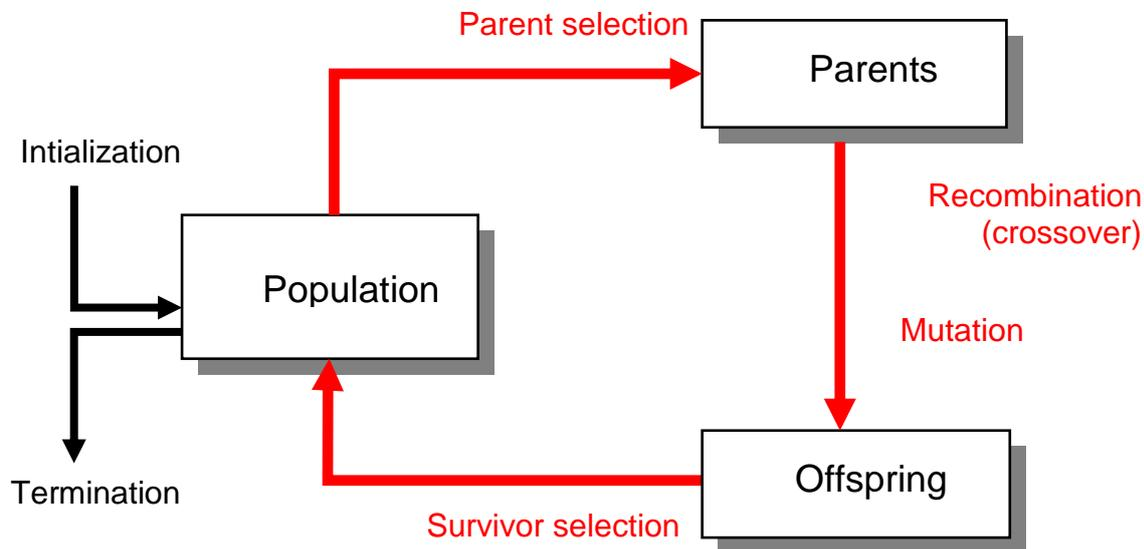 Parent selection
Parents
Intialization
Recombination
(crossover)
Population
Mutation
Offspring
Termination
Survivor selection